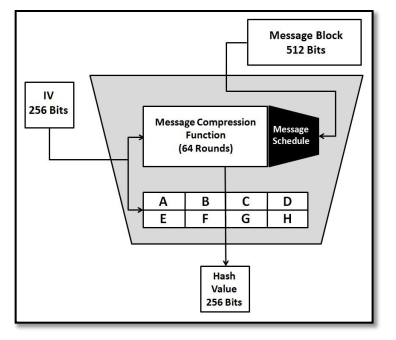 Message Block
512 Bits
IV
256 Bits
Message Compression
Function
(64 Rounds)
Message
Schedule
A B C D
E F G H
Hash
Value
256 Bits